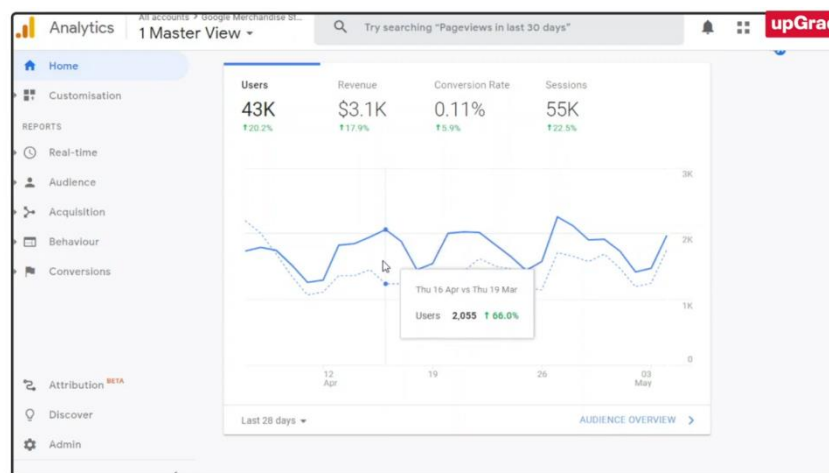 Analytics
All accounts > Google Merchandise St...
1 Master View
Try searching "Pageviews in last 30 days"
upGrad
Home
Customisation
REPORTS
Real-time
Audience
Acquisition
Behaviour
Conversions
Attribution BETA
Discover
Admin
Users
Revenue
Conversion Rate
Sessions
43K
$3.1K
0.11%
55K
↑20.2%
↑17.9%
↑5.9%
↑22.5%
3K
2K
1K
0
Thu 16 Apr vs Thu 19 Mar
Users 2,055 ↑ 66.0%
12
Apr
19
26
03
May
Last 28 days
AUDIENCE OVERVIEW >